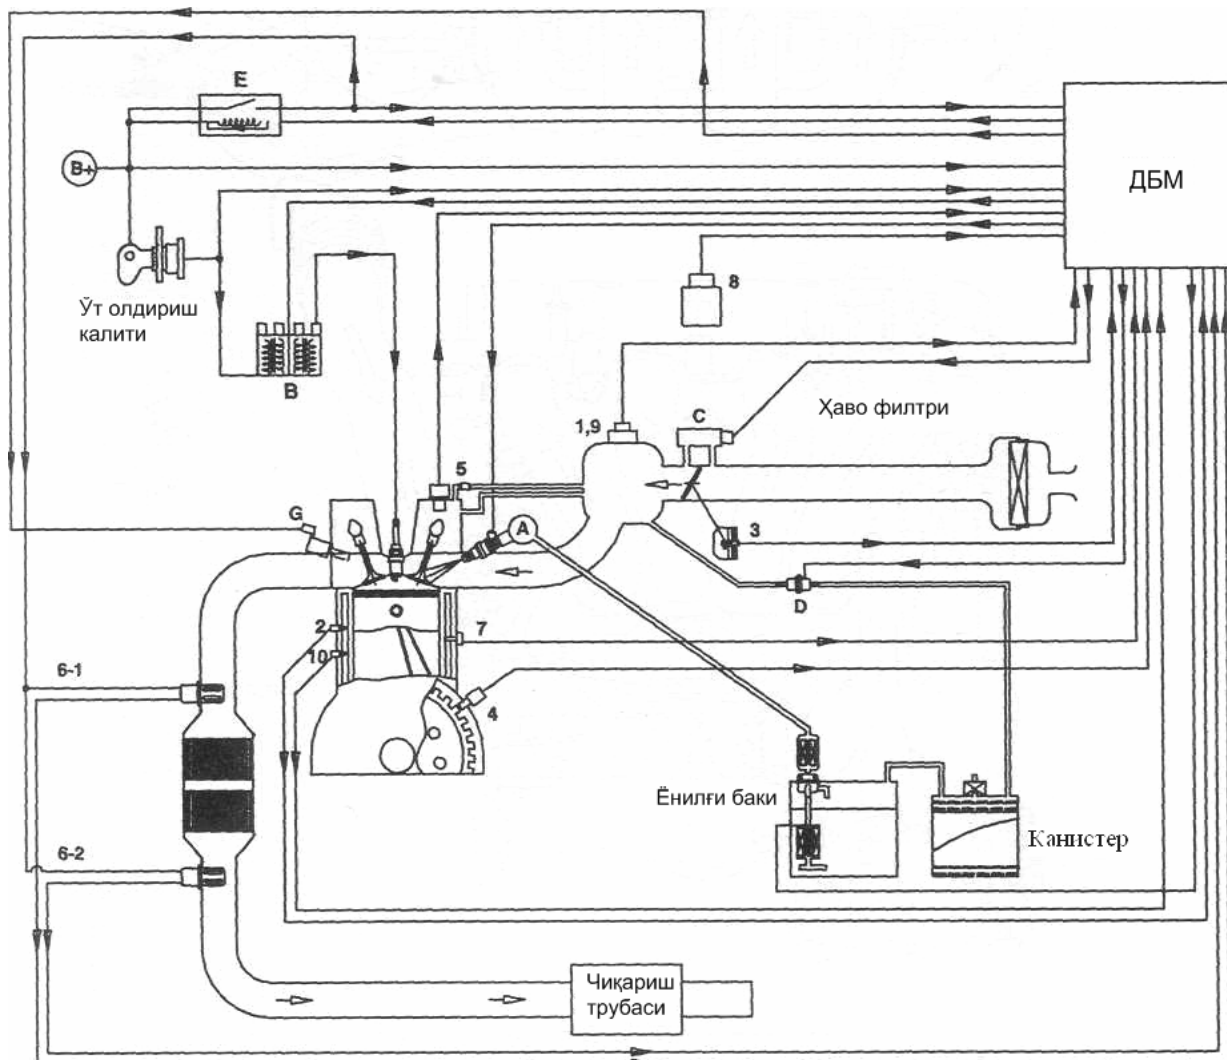 E
B+
ДБМ
8
Ўт олдириш
калити
B
1,9
C
Ҳаво филтри
5
G
A
3
D
2
7
10
6-1
4
Ёнилғи баки
Канистер
6-2
Чиқариш
трубаси